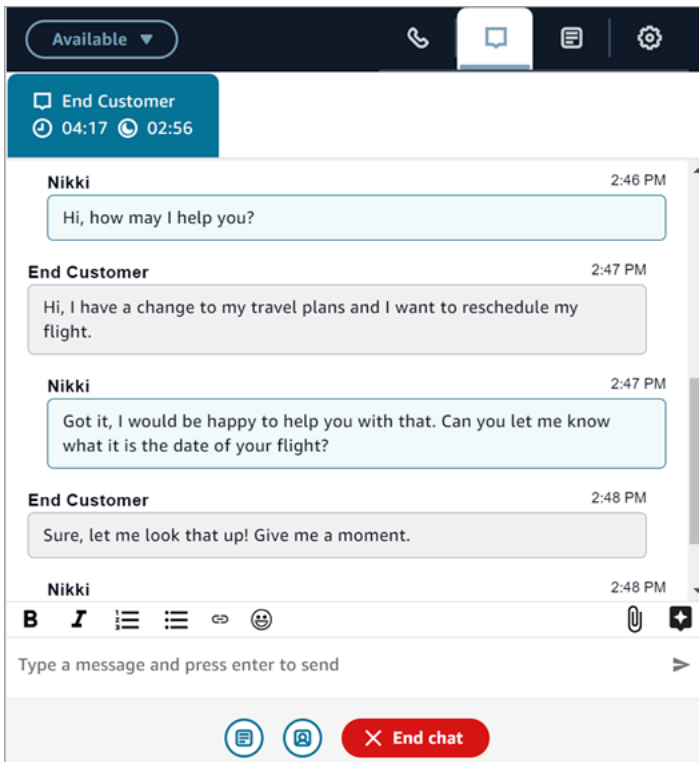 Available
End Customer
04:17 02:56
Nikki 2:46 PM
Hi, how may I help you?
End Customer 2:47 PM
Hi, I have a change to my travel plans and I want to reschedule my
flight.
Nikki 2:47 PM
Got it, I would be happy to help you with that. Can you let me know
what it is the date of your flight?
End Customer 2:48 PM
Sure, let me look that up! Give me a moment.
Nikki 2:48 PM
B I
Type a message and press enter to send
End chat